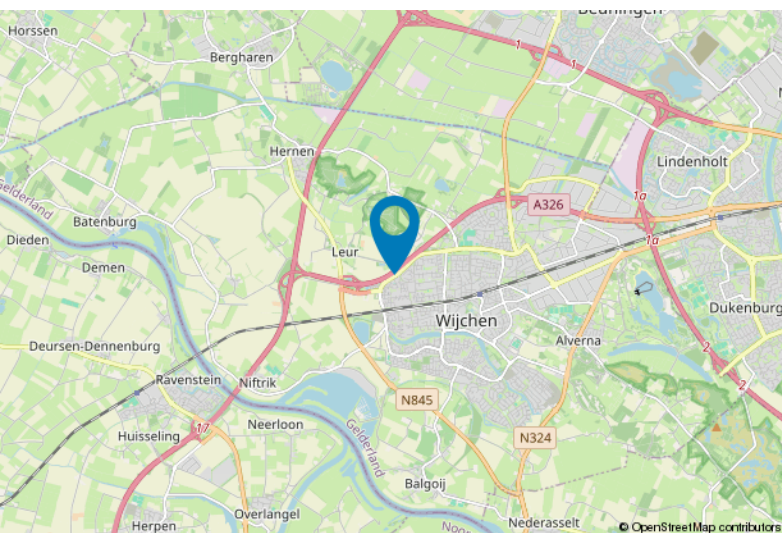 Beuningen
Horssen
1
Bergharen
1
Lindenholt
Hernen
Gelderland
1a
A326
Batenburg
Dieden
Leur
1a
Demen
Dukenburg
Wijchen
Alverna
Deursen-Dennenburg
2
Ravenstein
Niftrik
2
N845
17
Neerloon
Huisseling
Gelderland
N324
Balgoij
Overlangel
Herpen
Nederasselt
© OpenStreetMap contributors